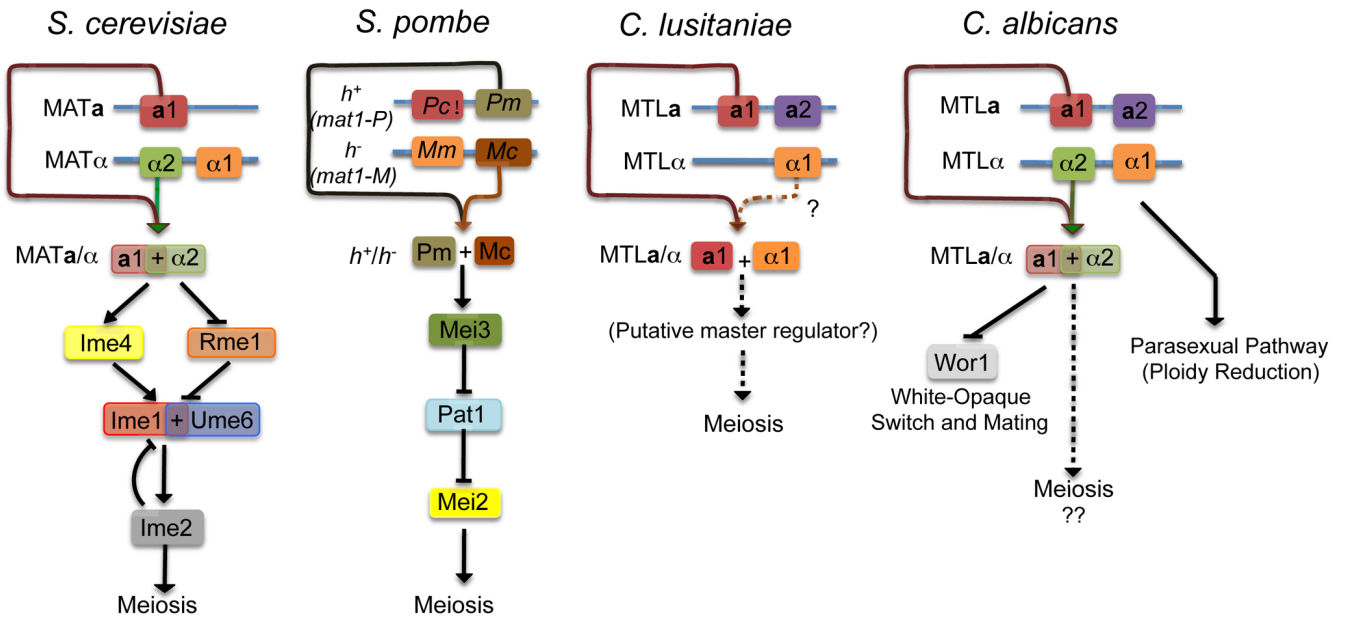 S. cerevisiae
MATa
a1
MATα
α2
α1
MATa/α
a1 + α2
Ime4
Rme1
Ime1 + Ume6
Ime2
Meiosis
S. pombe
h+
(mat1-P)
Pc!
Pm
h-
(mat1-M)
Mm
Mc
h+/h-
Pm + Mc
Mei3
Pat1
Mei2
Meiosis
C. lusitaniae
MTLa
a1
a2
MTLα
α1
?
MTLa/α
a1 + α1
(Putative master regulator?)
Meiosis
C. albicans
MTLa
a1
a2
MTLα
α2
α1
MTLa/α
a1 + α2
Wor1
White-Opaque
Switch and Mating
Meiosis
??
Parasexual Pathway
(Ploidy Reduction)